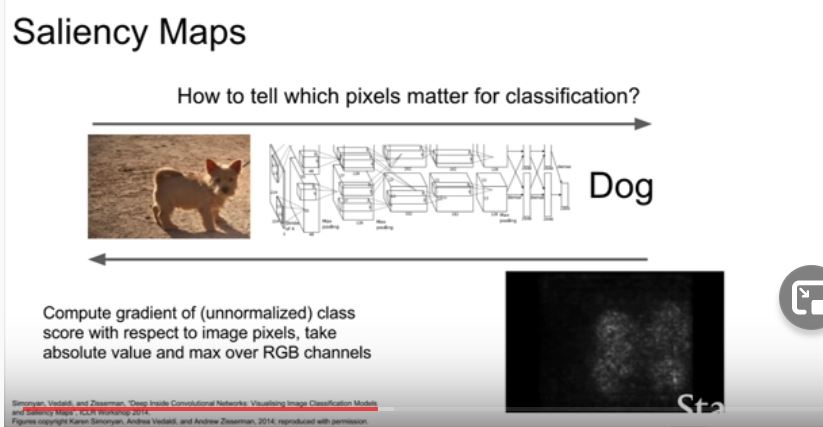 Saliency Maps
How to tell which pixels matter for classification?
Dog
Compute gradient of (unnormalized) class
score with respect to image pixels, take
absolute value and max over RGB channels
Simonyan, Vedaldi, and Zisserman, "Deep Inside Convolutional Networks: Visualising Image Classification Models
and Saliency Maps", ICLR Workshop 2014.
Figures copyright Karen Simonyan, Andrea Vedaldi, and Andrew Zisserman, 2014; reproduced with permission.
Sta